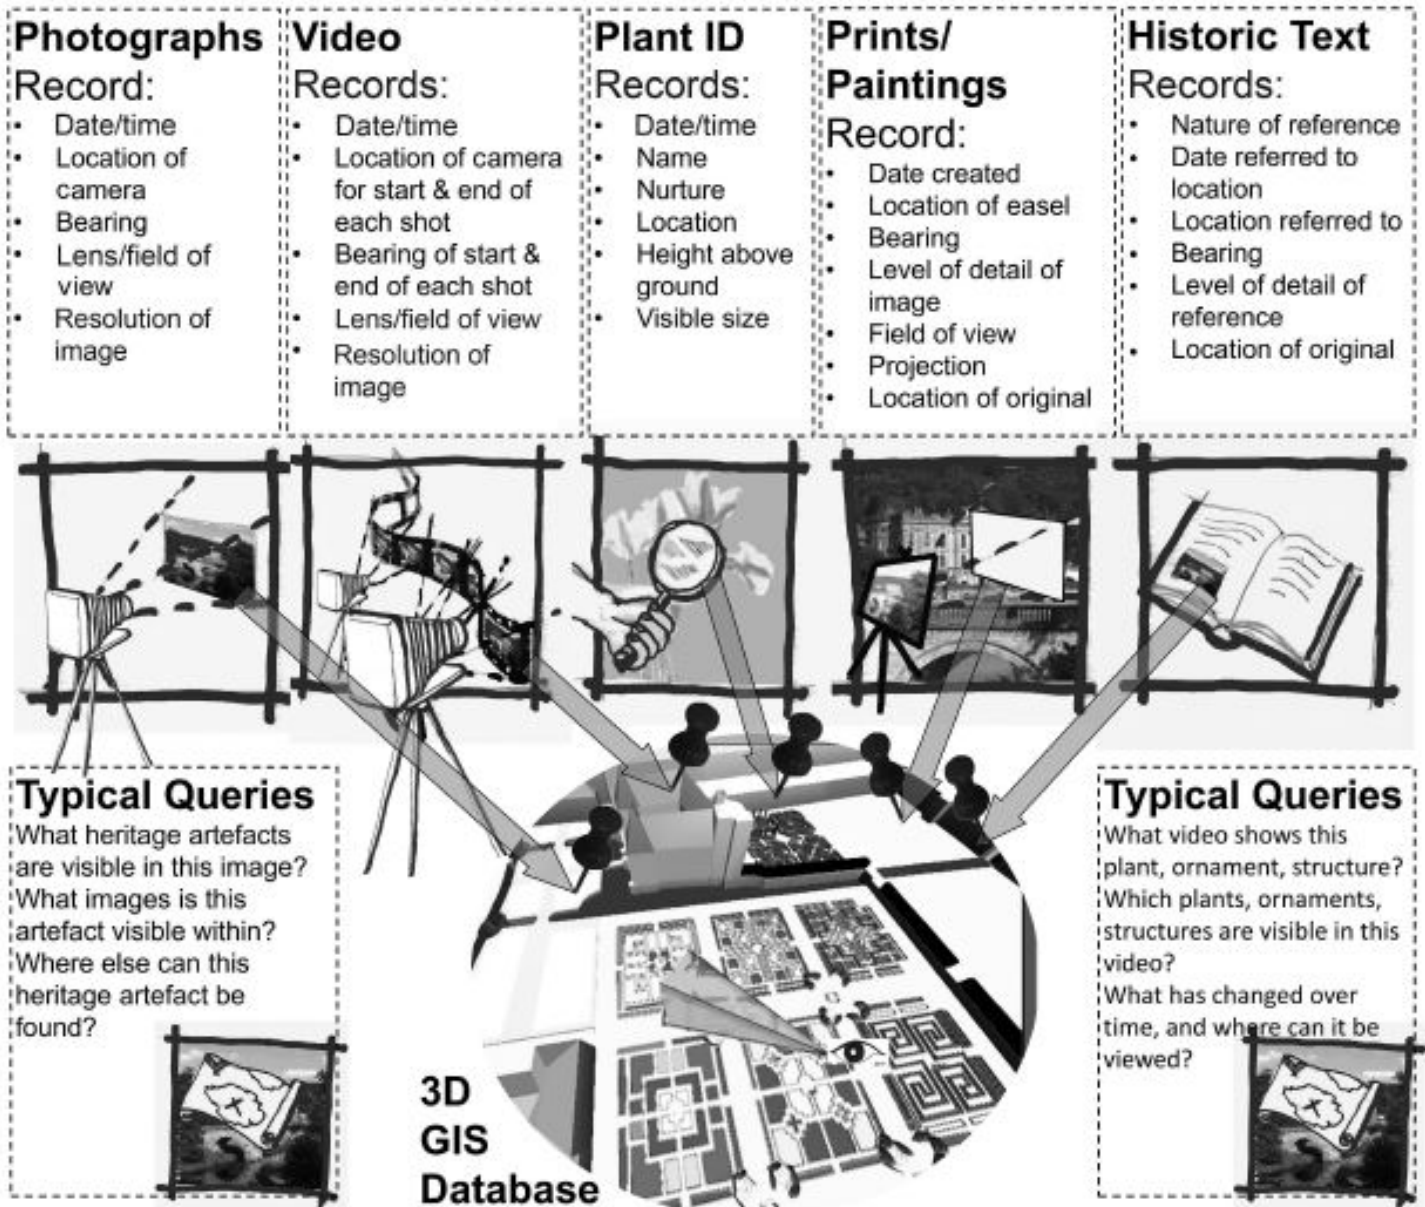 Photographs
Record:
• Date/time
• Location of
camera
• Bearing
• Lens/field of
view
• Resolution of
image
Video
Records:
• Date/time
• Location of camera
for start & end of
each shot
• Bearing of start &
end of each shot
• Lens/field of view
• Resolution of
image
Plant ID
Records:
• Date/time
• Name
• Nurture
• Location
• Height above
ground
• Visible size
Prints/
Paintings
Record:
• Date created
• Location of easel
• Bearing
• Level of detail of
image
• Field of view
• Projection
• Location of original
Historic Text
Records:
• Nature of reference
• Date referred to
location
• Location referred to
• Bearing
• Level of detail of
reference
• Location of original
Typical Queries
What heritage artefacts
are visible in this image?
What images is this
artefact visible within?
Where else can this
heritage artefact be
found?
3D
GIS
Database
Typical Queries
What video shows this
plant, ornament, structure?
Which plants, ornaments,
structures are visible in this
video?
What has changed over
time, and where can it be
viewed?